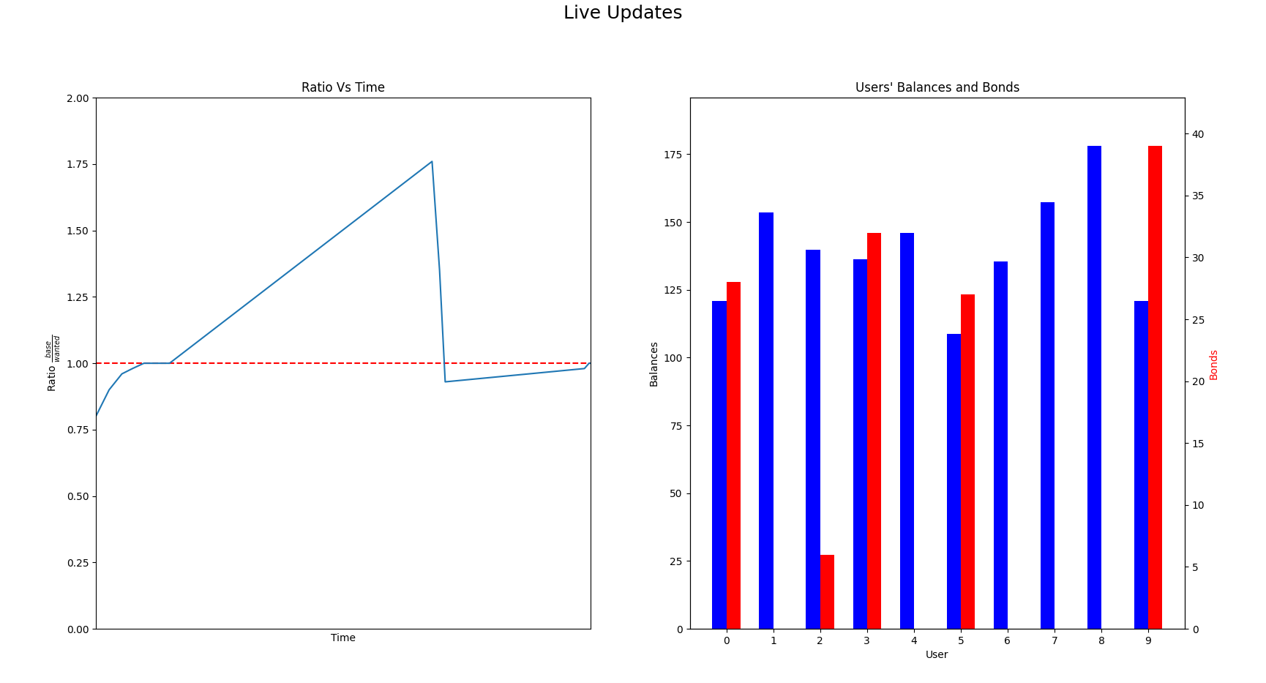 Live Updates
Ratio Vs Time
2.00
1.75
1.50
1.25
1.00
0.75
0.50
0.25
0.00
Ratio base/wanted
Time
Users' Balances and Bonds
175
150
125
100
75
50
25
0
Balances
0 1 2 3 4 5 6 7 8 9
User
40
35
30
25
20
15
10
5
0
Bonds